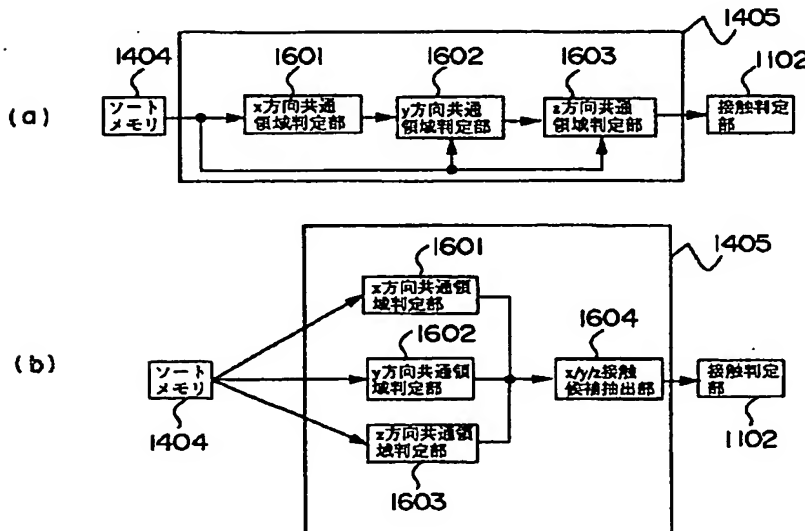 1405
1404
1601
1602
1603
1102
(a)
ソート
メモリ
x方向共通
領域判定部
y方向共通
領域判定部
z方向共通
領域判定部
接触判定
部
1405
1601
x方向共通領
域判定部
1602
1604
(b)
ソート
メモリ
y方向共通領
域判定部
x/y/z接触
候補抽出部
接触判定
部
1404
1102
z方向共通領
域判定部
1603